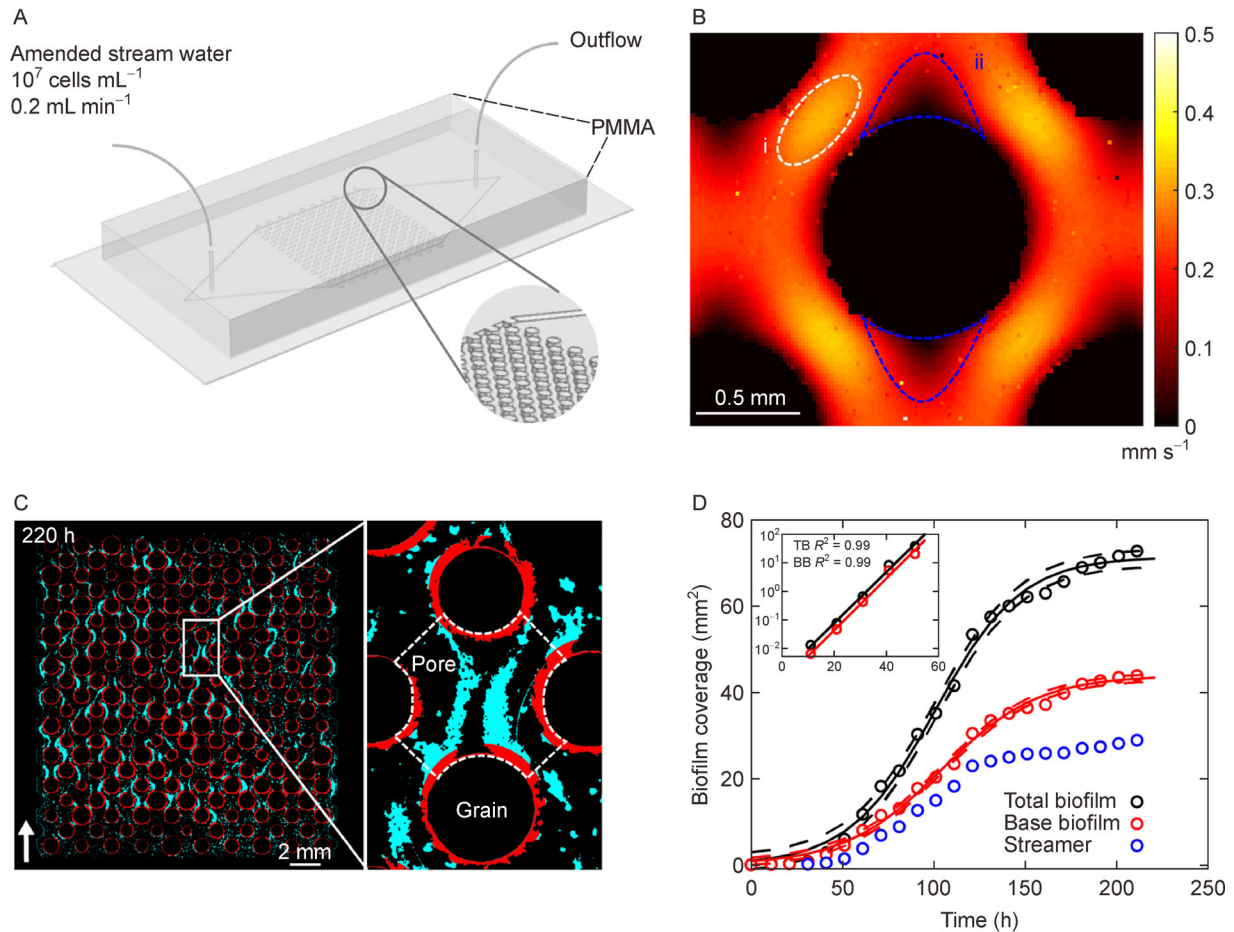 A
Amended stream water
10⁷ cells mL⁻¹
0.2 mL min⁻¹
Outflow
PMMA
B
i
ii
0.5 mm
0.5
0.4
0.3
0.2
0.1
0
mm s⁻¹
C
220 h
2 mm
Pore
Grain
D
Biofilm coverage (mm²)
80
60
40
20
0
10²
10¹
10⁰
10⁻¹
10⁻²
TB R² = 0.99
BB R² = 0.99
0 20 40 60
Total biofilm
Base biofilm
Streamer
0 50 100 150 200 250
Time (h)